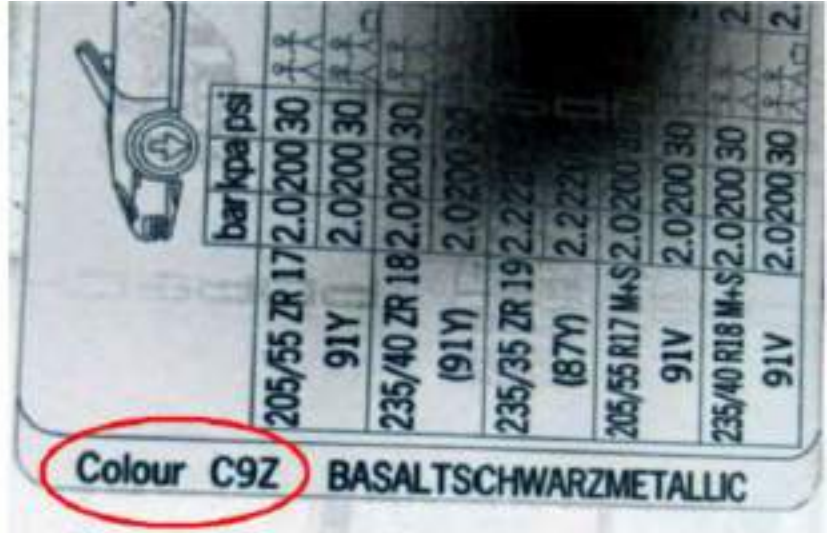 bar kpa psi
205/55 ZR 17 2.0 200 30
91Y 2.0 200 30
235/40 ZR 18 2.0 200 30
(91Y) 2.0 200
235/35 ZR 19 2.2
(87Y) 2.2
205/55 R17 M+S 2.0 200
91V 2.0 200 30
235/40 R18 M+S 2.0 200 30
91V 2.0 200 30
Colour C9Z BASALTSCHWARZMETALLIC